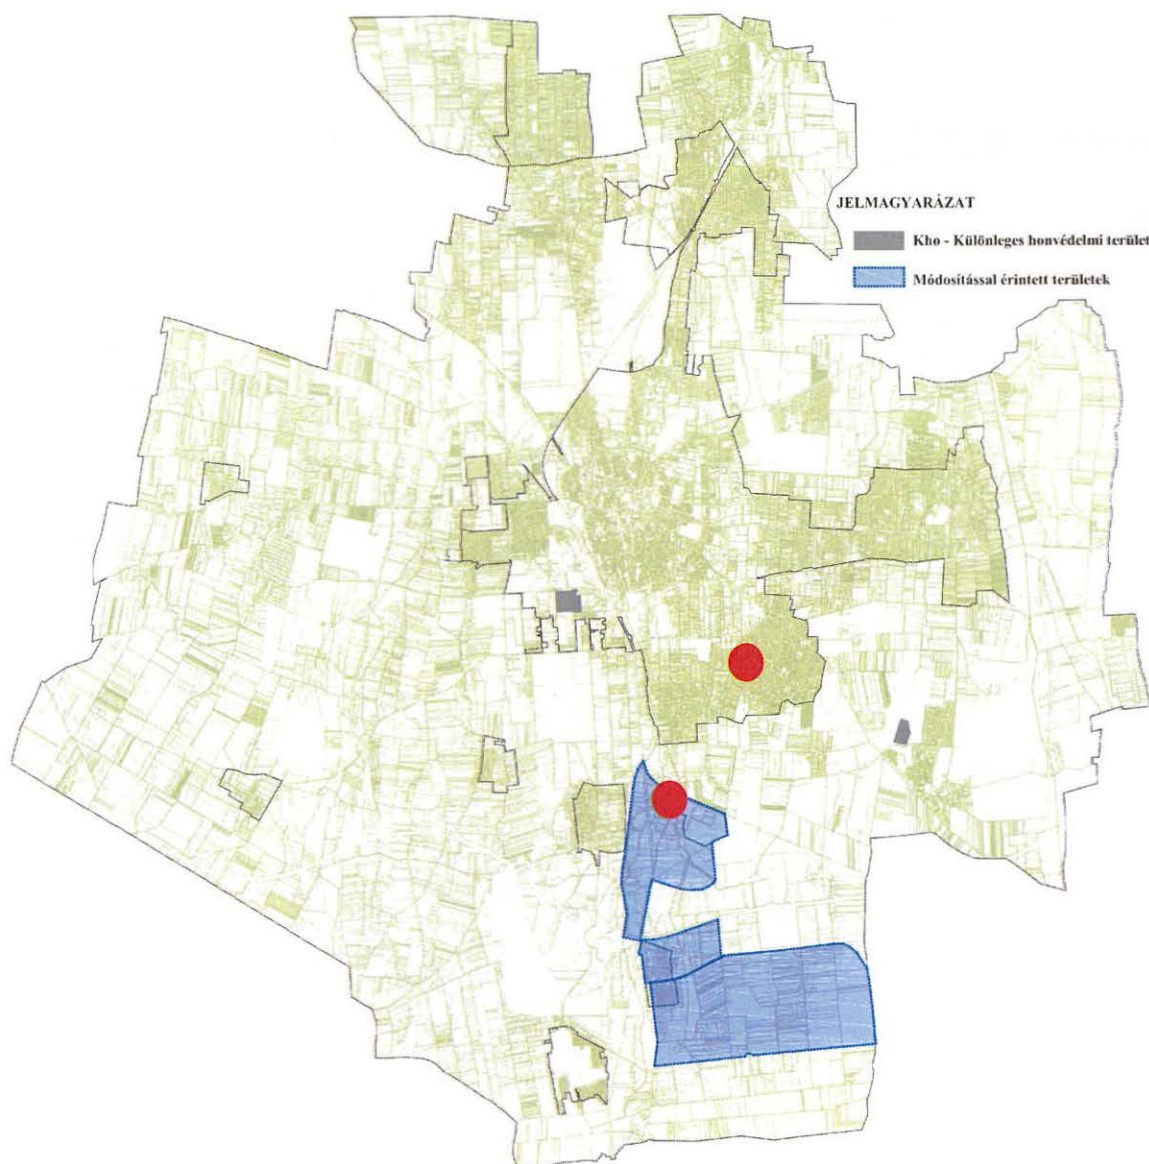 JELMAGYARÁZAT
Kho - Különleges honvédelmi terület
Módosítással érintett területek